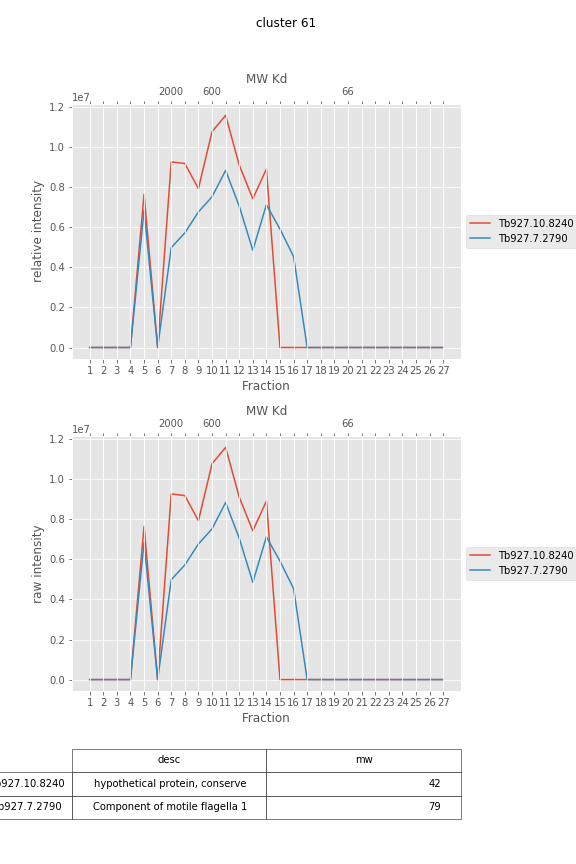 cluster 61
MW Kd
2000 600 66
1e7
1.2
1.0
0.8
0.6
0.4
0.2
0.0
relative intensity
Tb927.10.8240
Tb927.7.2790
1 2 3 4 5 6 7 8 9 10 11 12 13 14 15 16 17 18 19 20 21 22 23 24 25 26 27
Fraction
MW Kd
2000 600 66
1e7
1.2
1.0
0.8
0.6
0.4
0.2
0.0
raw intensity
Tb927.10.8240
Tb927.7.2790
1 2 3 4 5 6 7 8 9 10 11 12 13 14 15 16 17 18 19 20 21 22 23 24 25 26 27
Fraction
desc mw
b927.10.8240 hypothetical protein, conserve 42
b927.7.2790 Component of motile flagella 1 79